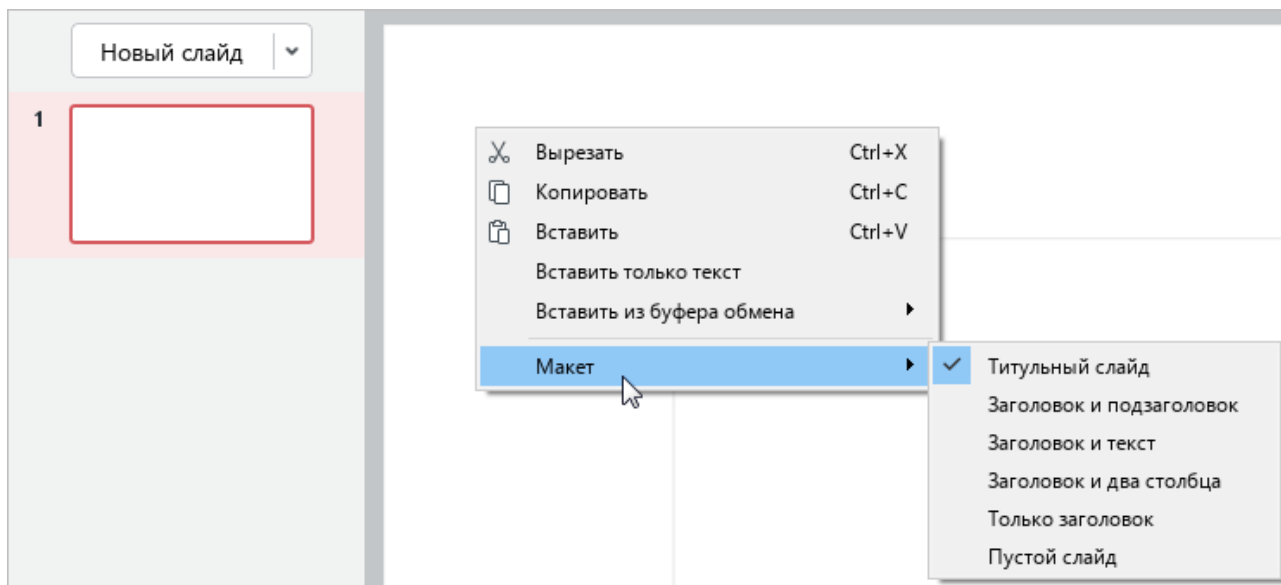 Новый слайд
1
Вырезать Ctrl+X
Копировать Ctrl+C
Вставить Ctrl+V
Вставить только текст
Вставить из буфера обмена
Макет
Титульный слайд
Заголовок и подзаголовок
Заголовок и текст
Заголовок и два столбца
Только заголовок
Пустой слайд